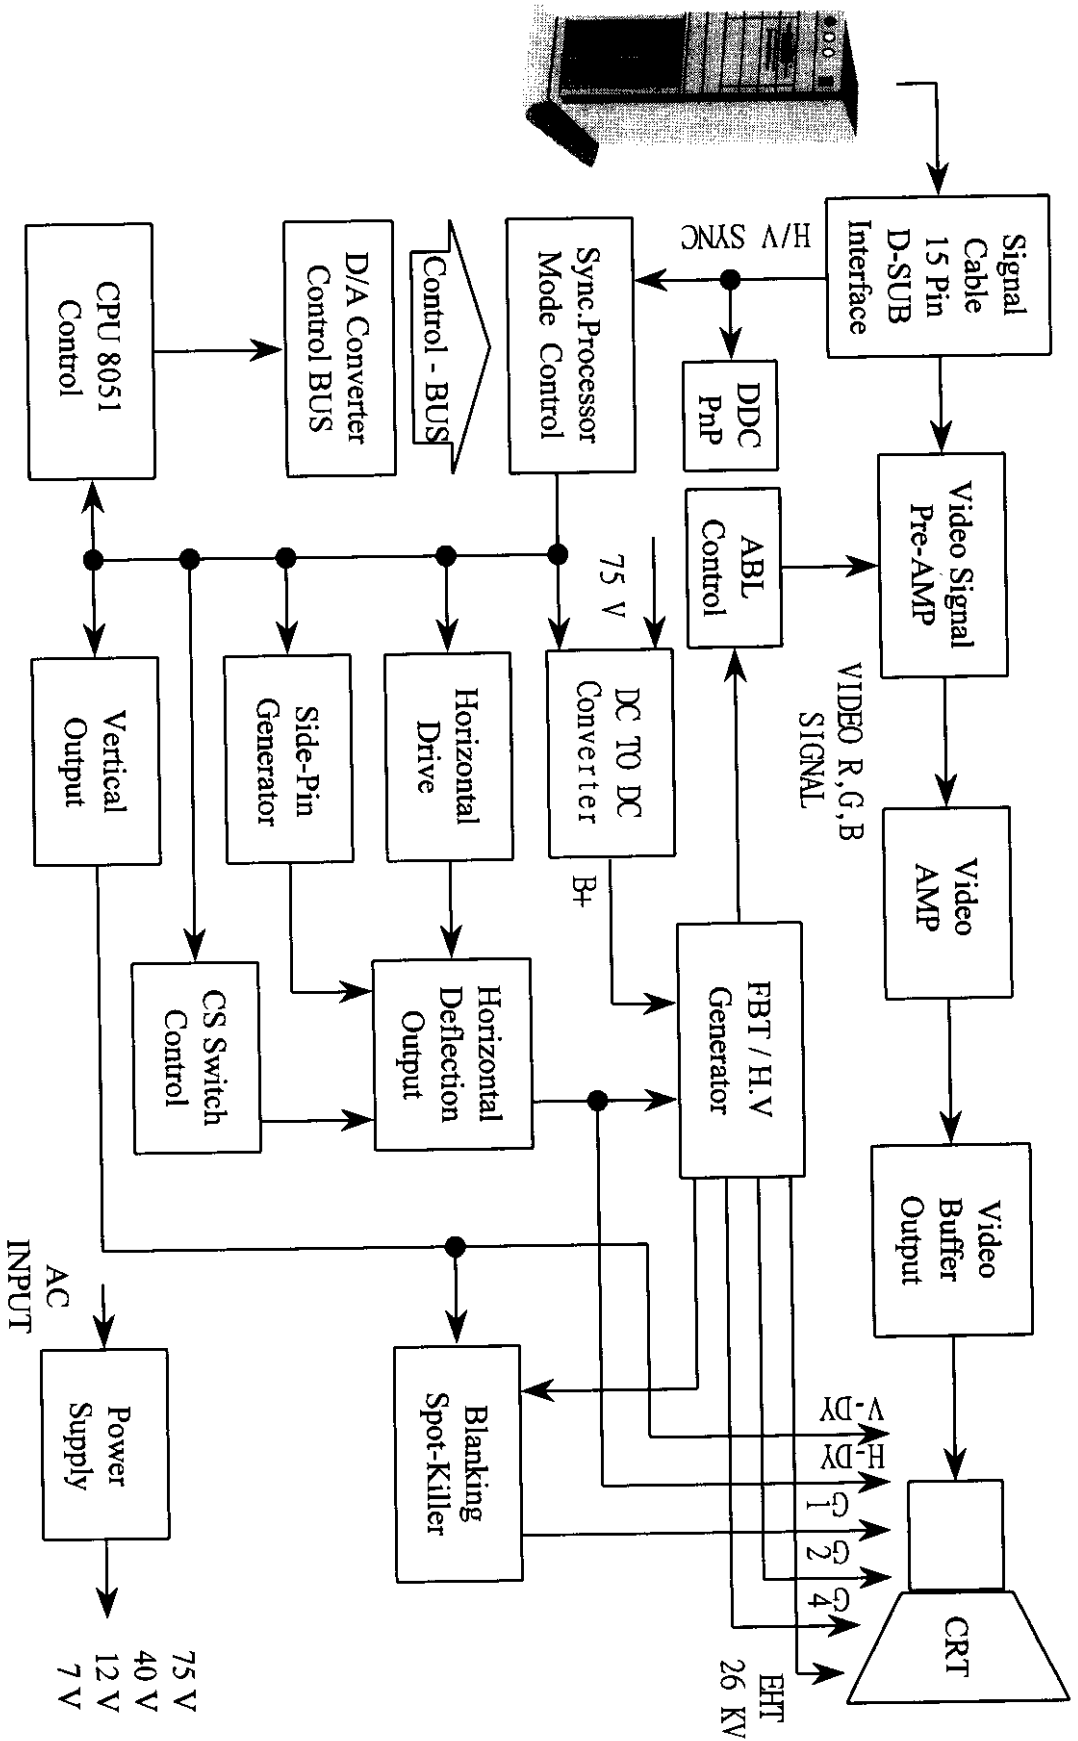 Signal
Cable
15 Pin
D-SUB
Interface
Video Signal
Pre-AMP
VIDEO R,G,B
SIGNAL
Video
AMP
Video
Buffer
Output
CRT
H/V SYNC
DDC
PnP
ABL
Control
FBT / H.V
Generator
V-DY
H-DY
G1
G2
G4
EHT
26 KV
Sync.Processor
Mode Control
75 V
DC TO DC
Converter
B+
Control - BUS
Horizontal
Drive
Horizontal
Deflection
Output
Blanking
Spot-Killer
D/A Converter
Control BUS
Side-Pin
Generator
CS Switch
Control
CPU 8051
Control
Vertical
Output
AC
INPUT
Power
Supply
75 V
40 V
12 V
7 V